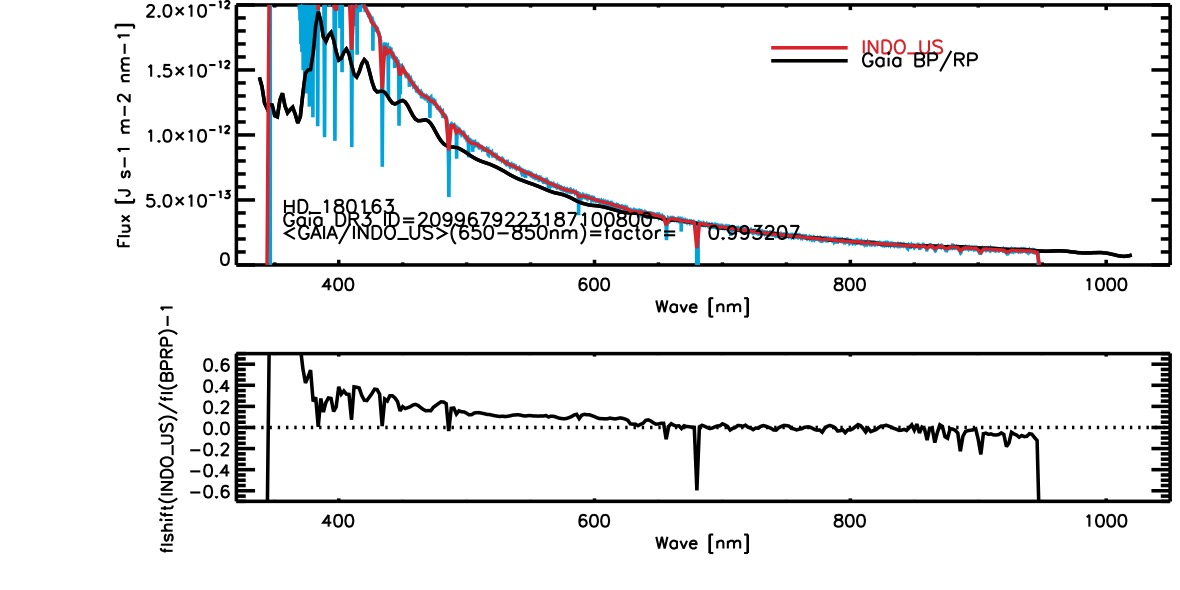 Flux [J s-1 m-2 nm-1]
2.0×10-12
1.5×10-12
1.0×10-12
5.0×10-13
0
INDO_US
Gaia BP/RP
HD_180163
Gaia DR3 ID=2099679223187100800
<GAIA/INDO_US>(650-850nm)=factor= 0.993207
400 600 800 1000
Wave [nm]
flshift(INDO_US)/fl(BPRP)-1
0.6
0.4
0.2
0.0
-0.2
-0.4
-0.6
400 600 800 1000
Wave [nm]